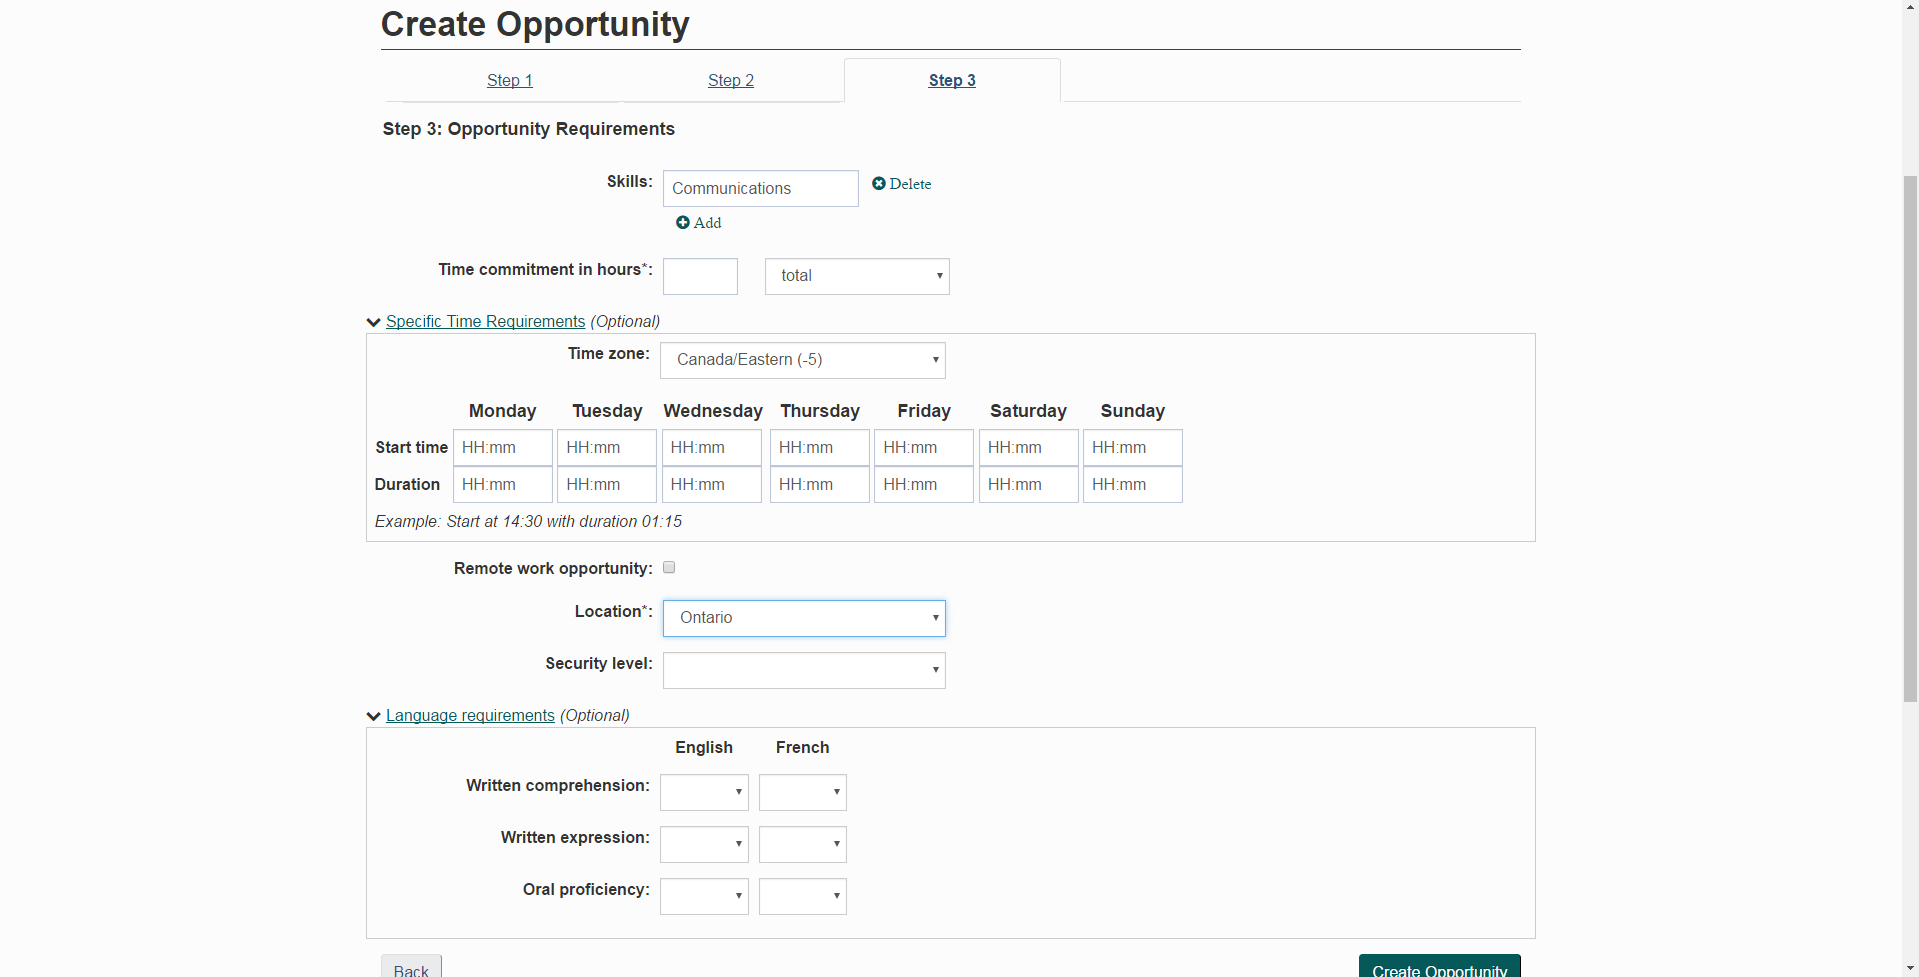 Create Opportunity
Step 1 Step 2 Step 3
Step 3: Opportunity Requirements
Skills: Communications Delete
Add
Time commitment in hours*: total
Specific Time Requirements (Optional)
Time zone: Canada/Eastern (-5)
Monday Tuesday Wednesday Thursday Friday Saturday Sunday
Start time HH:mm HH:mm HH:mm HH:mm HH:mm HH:mm HH:mm
Duration HH:mm HH:mm HH:mm HH:mm HH:mm HH:mm HH:mm
Example: Start at 14:30 with duration 01:15
Remote work opportunity:
Location*: Ontario
Security level:
Language requirements (Optional)
English French
Written comprehension:
Written expression:
Oral proficiency:
Back Create Opportunity